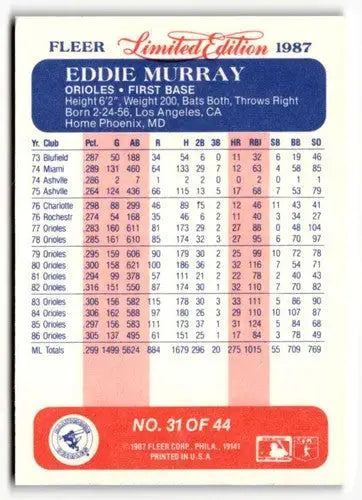 FLEER Limited Edition 1987
EDDIE MURRAY
ORIOLES • FIRST BASE
Height 6'2", Weight 200, Bats Both, Throws Right
Born 2-24-56, Los Angeles, CA
Home Phoenix, MD
Yr. Club Pct. G AB R H 2B 3B HR RBI SB BB SO
73 Blufield .287 50 188 34 54 6 0 11 32 6 19 46
74 Miami .289 131 460 64 133 29 7 12 63 4 58 85
74 Ashvlle .286 2 7 1 2 2 0 0 2 0 1 1
75 Ashvlle .264 124 436 66 115 13 5 17 68 7 53 79
76 Charlotte .298 88 299 46 89 15 2 12 46 11 43 41
76 Rochestr .274 54 168 35 46 6 2 11 40 3 34 27
77 Orioles .283 160 611 81 173 29 1 27 88 0 48 104
78 Orioles .285 161 610 85 174 32 3 27 95 6 70 97
79 Orioles .295 159 606 90 179 30 2 25 99 10 72 78
80 Orioles .300 158 621 100 186 36 2 32 116 7 54 71
81 Orioles .294 99 378 57 111 21 2 22 78 2 40 43
82 Orioles .316 151 550 87 174 30 1 32 110 7 70 82
83 Orioles .306 156 582 115 178 30 3 33 111 5 86 90
84 Orioles .306 162 588 97 180 26 3 29 110 10 107 87
85 Orioles .297 156 583 111 173 37 1 31 124 5 84 68
86 Orioles .305 137 495 61 151 25 1 17 84 3 78 49
ML Totals .299 1499 5624 884 1679 296 20 275 1015 55 709 769
NO. 31 OF 44
©1987 FLEER CORP., PHILA., 19141
PRINTED IN U.S.A.